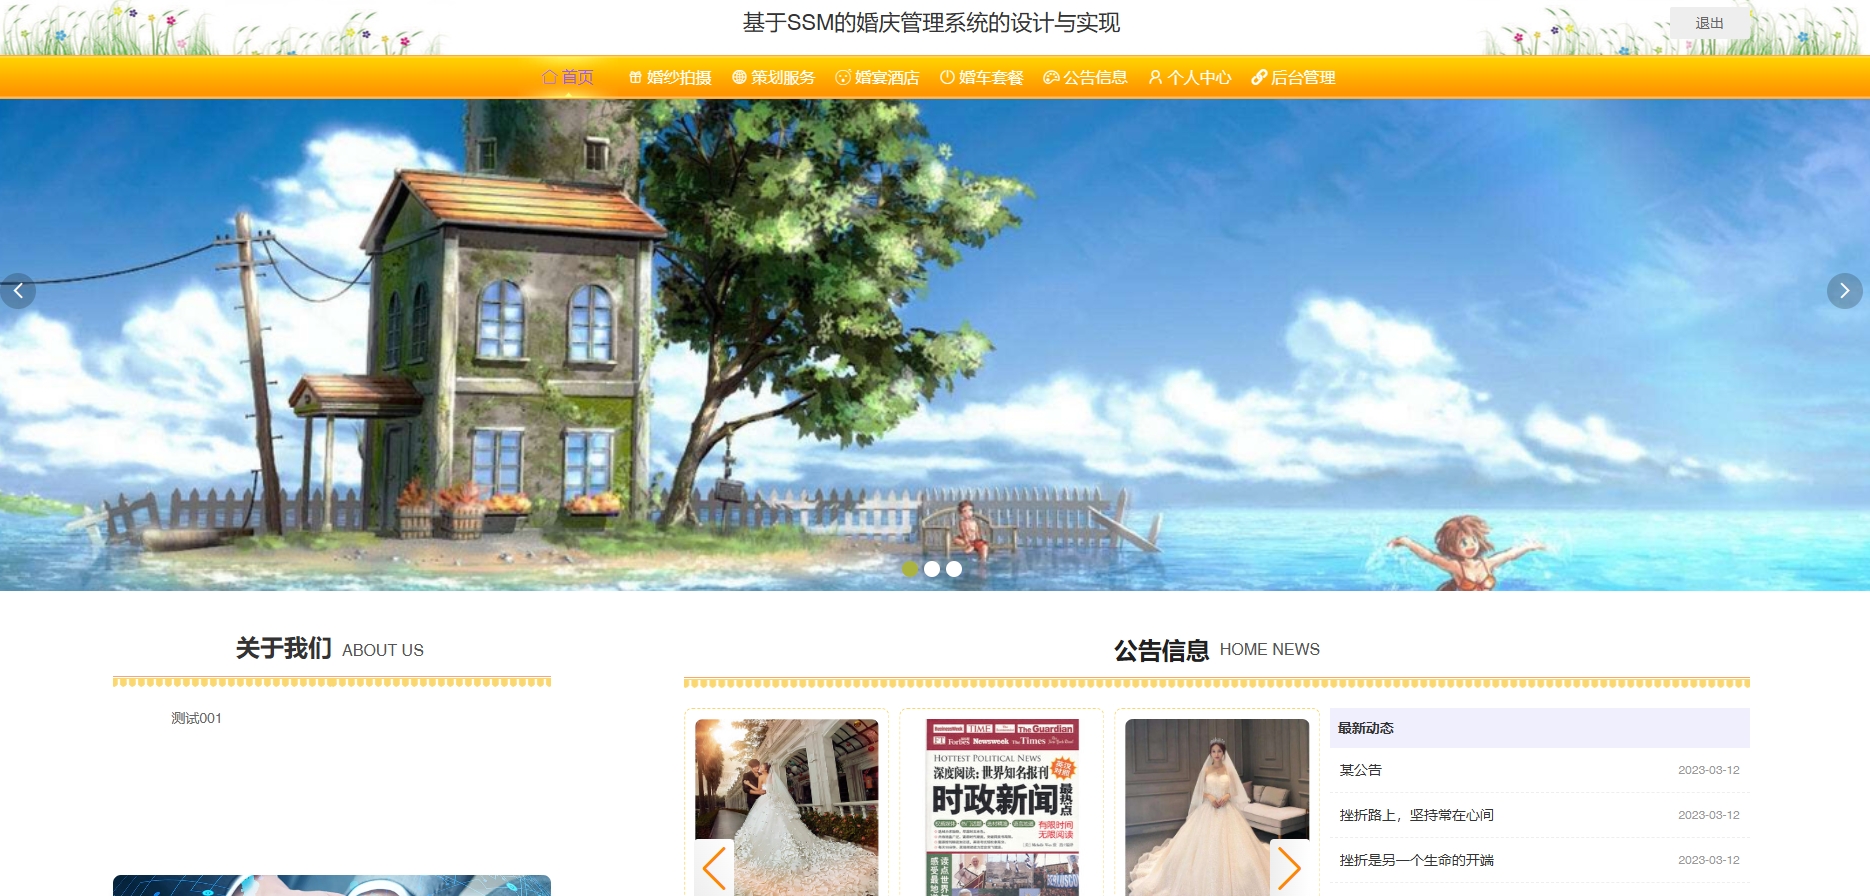 基于SSM的婚庆管理系统的设计与实现
退出
首页 婚纱拍摄 策划服务 婚宴酒店 婚车套餐 公告信息 个人中心 后台管理
关于我们 ABOUT US
测试001
公告信息 HOME NEWS
TIME The Guardian
FT Forbes Newsweek The Times
HOTTEST POLITICAL NEWS
深度阅读:世界知名报刊
时政新闻最热点
有限时间
无限阅读
最新动态
某公告 2023-03-12
挫折路上，坚持常在心间 2023-03-12
挫折是另一个生命的开端 2023-03-12